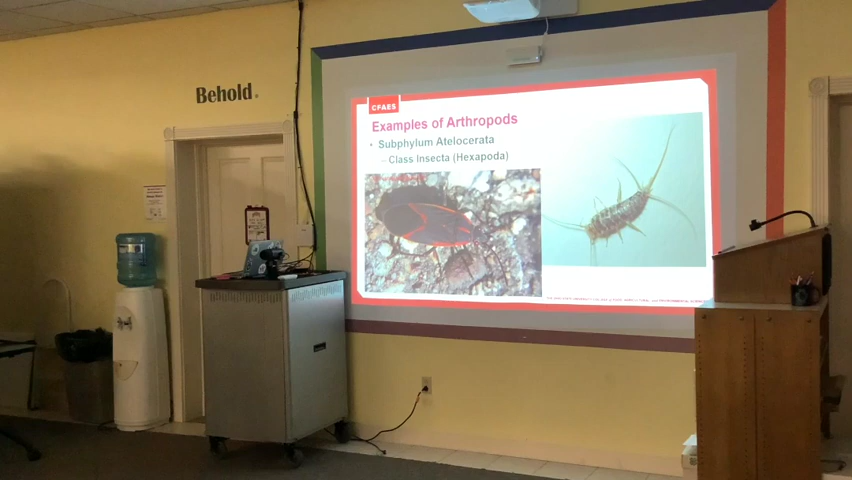 Behold.
CFAES
Examples of Arthropods
• Subphylum Atelocerata
– Class Insecta (Hexapoda)